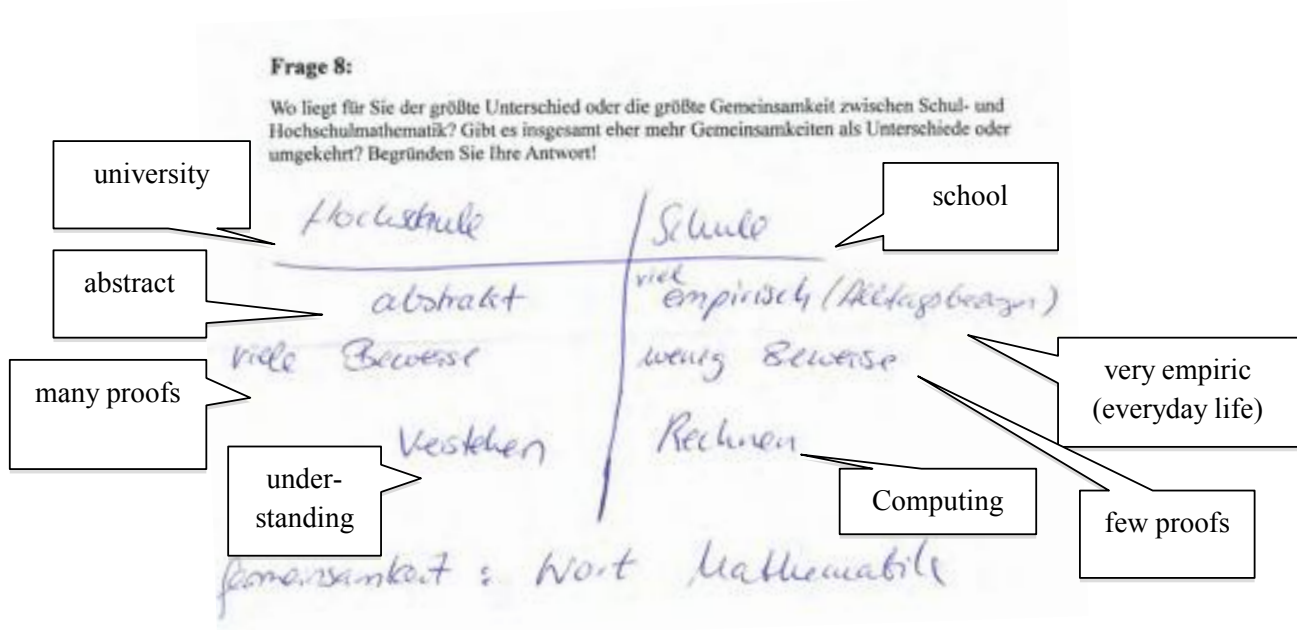 Frage 8:
Wo liegt für Sie der größte Unterschied oder die größte Gemeinsamkeit zwischen Schul- und
Hochschulmathematik? Gibt es insgesamt eher mehr Gemeinsamkeiten als Unterschiede oder
umgekehrt? Begründen Sie Ihre Antwort!
university
school
Hochschule Schule
abstract
abstrakt viel empirisch (Alltagsbezug)
viele Beweise wenig Beweise
many proofs
very empiric
(everyday life)
Verstehen Rechnen
under-
standing
Computing
few proofs
Gemeinsamkeit : Wort Mathematik